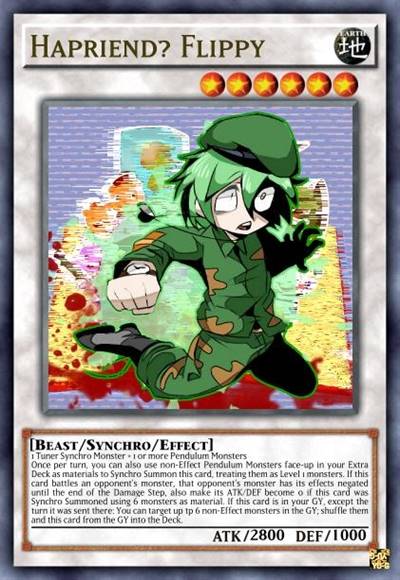 HAPRIEND? FLIPPY
EARTH
地
[BEAST/SYNCHRO/EFFECT]
1 Tuner Synchro Monster + 1 or more Pendulum Monsters
Once per turn, you can also use non-Effect Pendulum Monsters face-up in your Extra
Deck as materials to Synchro Summon this card, treating them as Level 1 monsters. If this
card battles an opponent's monster, that opponent's monster has its effects negated
until the end of the Damage Step, also make its ATK/DEF become 0 if this card was
Synchro Summoned using 6 monsters as material. If this card is in your GY, except the
turn it was sent there: You can target up tp 6 non-Effect monsters in the GY; shuffle them
and this card from the GY into the Deck.
ATK/2800 DEF/1000